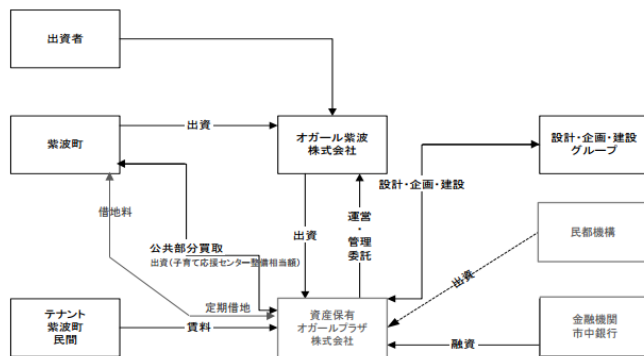 出資者
紫波町
出資
オガール紫波
株式会社
設計・企画・建設
グループ
設計・企画・建設
借地料
公共部分買取
出資(子育て応援センター整備相当額)
出資
運営
・
管理
委託
民都機構
出資
定期借地
テナント
紫波町
民間
賃料
資産保有
オガールプラザ
株式会社
融資
金融機関
市中銀行